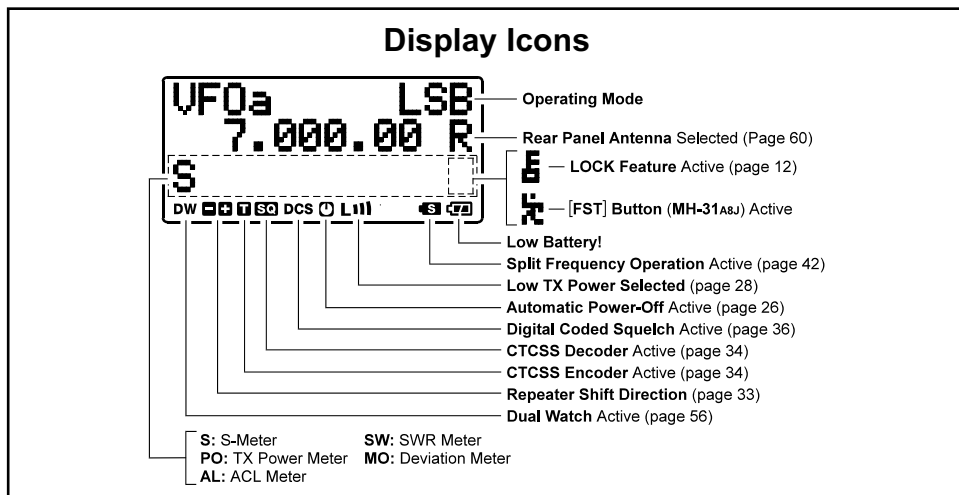 Display Icons
VFOa LSB
7.000.00 R
S
DW - + T SQ DCS L S
Operating Mode
Rear Panel Antenna Selected (Page 60)
LOCK Feature Active (page 12)
[FST] Button (MH-31A8J) Active
Low Battery!
Split Frequency Operation Active (page 42)
Low TX Power Selected (page 28)
Automatic Power-Off Active (page 26)
Digital Coded Squelch Active (page 36)
CTCSS Decoder Active (page 34)
CTCSS Encoder Active (page 34)
Repeater Shift Direction (page 33)
Dual Watch Active (page 56)
S: S-Meter SW: SWR Meter
PO: TX Power Meter MO: Deviation Meter
AL: ACL Meter